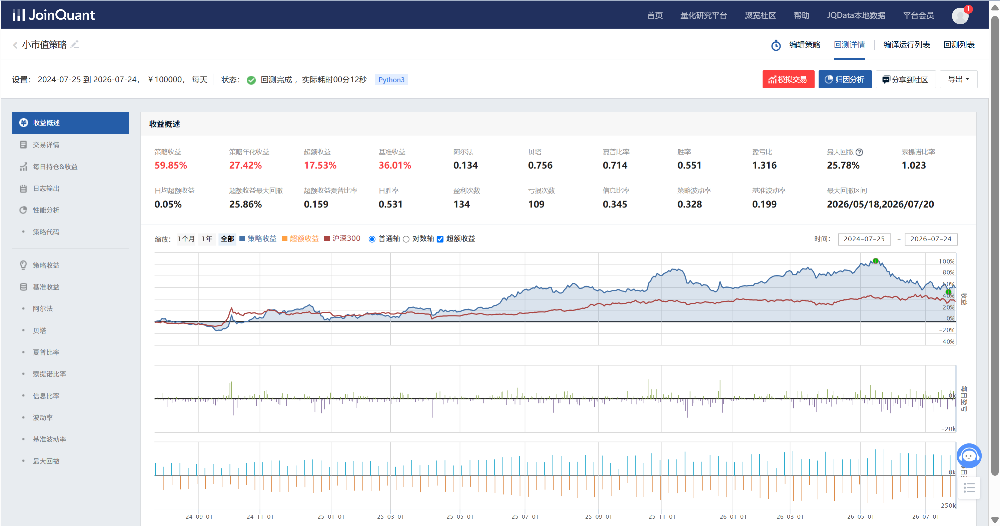 JoinQuant 首页 量化研究平台 聚宽社区 帮助 JQData本地数据 平台会员 1
小市值策略 编辑策略 回测详情 编译运行列表 回测列表
设置： 2024-07-25 到 2026-07-24， ￥100000， 每天 状态： 回测完成 ，实际耗时00分12秒 Python3 模拟交易 归因分析 分享到社区 导出
收益概述
交易详情
每日持仓&收益
日志输出
性能分析
策略代码
策略收益
基准收益
阿尔法
贝塔
夏普比率
索提诺比率
信息比率
波动率
基准波动率
最大回撤
收益概述
策略收益 策略年化收益 超额收益 基准收益 阿尔法 贝塔 夏普比率 胜率 盈亏比 最大回撤 ? 索提诺比率
59.85% 27.42% 17.53% 36.01% 0.134 0.756 0.714 0.551 1.316 25.78% 1.023
日均超额收益 超额收益最大回撤 超额收益夏普比率 日胜率 盈利次数 亏损次数 信息比率 策略波动率 基准波动率 最大回撤区间
0.05% 25.86% 0.159 0.531 134 109 0.345 0.328 0.199 2026/05/18,2026/07/20
缩放： 1个月 1年 全部 策略收益 超额收益 沪深300 普通轴 对数轴 超额收益 时间： 2024-07-25 - 2026-07-24
100%
80%
60%
40%
20%
0%
-20%
-40%
收益
0k
-20k
每日盈亏
0k
-250k
24-09-01 24-11-01 25-01-01 25-03-01 25-05-01 25-07-01 25-09-01 25-11-01 26-01-01 26-03-01 26-05-01 26-07-01